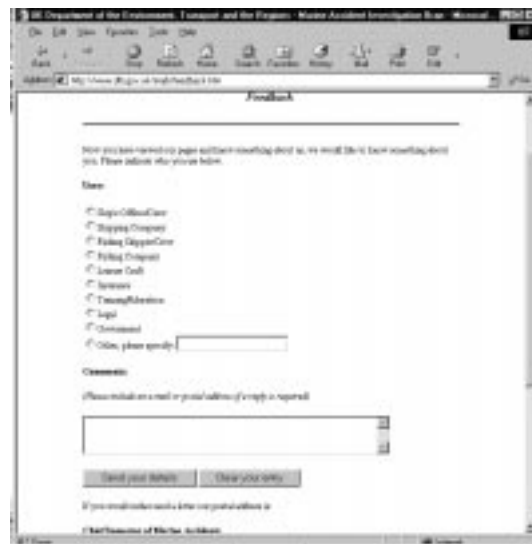 UK Department of the Environment, Transport and the Regions - Marine Accident Investigation Bran - Microsoft
File Edit View Favorites Tools Help
Back Stop Refresh Home Search Favorites History Mail Print Edit
Address
Feedback
Now you have viewed our pages and know something about us, we would like to know something about
you. Please indicate who you are below.
Ship's Officer/Crew
Shipping Company
Fishing Skipper/Crew
Fishing Company
Leisure Craft
Insurance
Training/Education
Legal
Government
Other, please specify:
Comments:
(Please include an e-mail or postal address if a reply is required)
Send your details Clear your entry
If you would rather send a letter our postal address is:
Chief Inspector of Marine Accidents